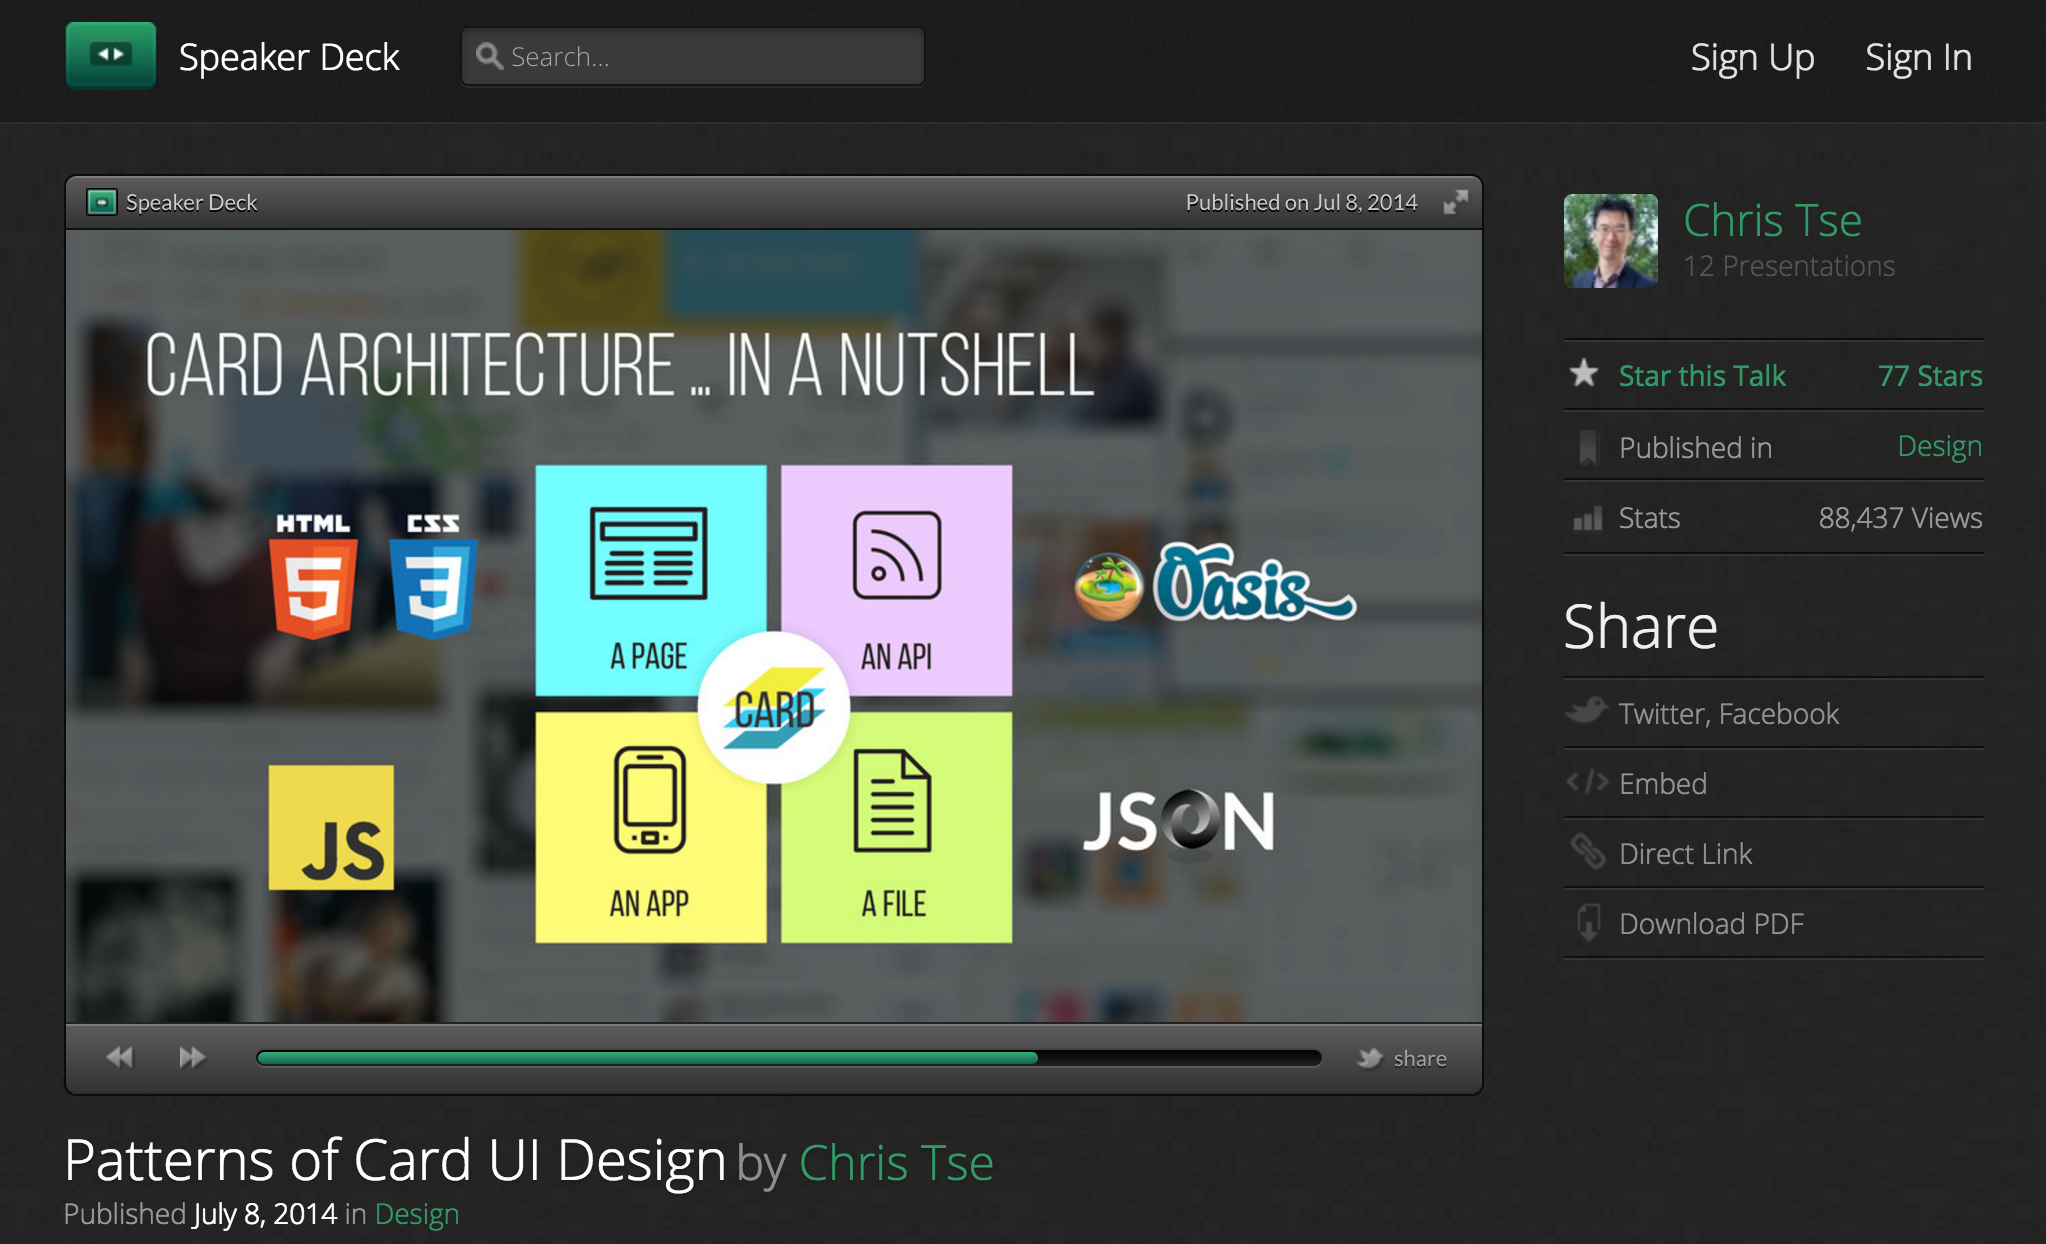 Speaker Deck
Search...
Sign Up
Sign In
Speaker Deck
Published on Jul 8, 2014
CARD ARCHITECTURE ... IN A NUTSHELL
HTML
CSS
5
3
A PAGE
AN API
Oasis
CARD
JS
AN APP
A FILE
JSON
share
Patterns of Card UI Design by Chris Tse
Published July 8, 2014 in Design
Chris Tse
12 Presentations
Star this Talk 77 Stars
Published in Design
Stats 88,437 Views
Share
Twitter, Facebook
Embed
Direct Link
Download PDF